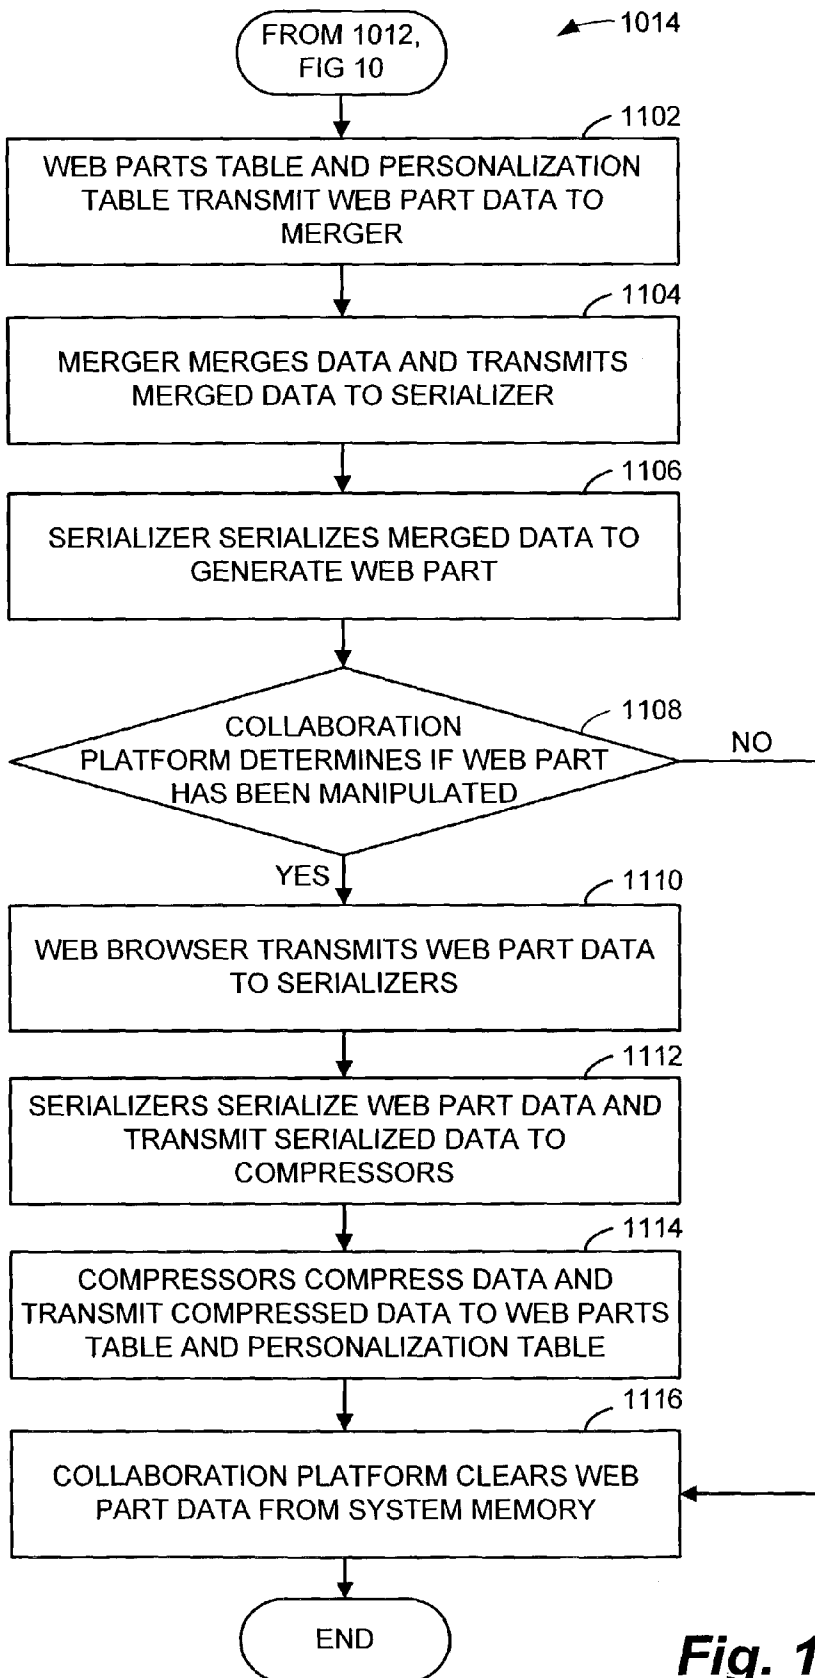 FROM 1012,
FIG 10
1014
1102
WEB PARTS TABLE AND PERSONALIZATION
TABLE TRANSMIT WEB PART DATA TO
MERGER
1104
MERGER MERGES DATA AND TRANSMITS
MERGED DATA TO SERIALIZER
1106
SERIALIZER SERIALIZES MERGED DATA TO
GENERATE WEB PART
1108
COLLABORATION
PLATFORM DETERMINES IF WEB PART
HAS BEEN MANIPULATED
NO
YES
1110
WEB BROWSER TRANSMITS WEB PART DATA
TO SERIALIZERS
1112
SERIALIZERS SERIALIZE WEB PART DATA AND
TRANSMIT SERIALIZED DATA TO
COMPRESSORS
1114
COMPRESSORS COMPRESS DATA AND
TRANSMIT COMPRESSED DATA TO WEB PARTS
TABLE AND PERSONALIZATION TABLE
1116
COLLABORATION PLATFORM CLEARS WEB
PART DATA FROM SYSTEM MEMORY
END
Fig. 1